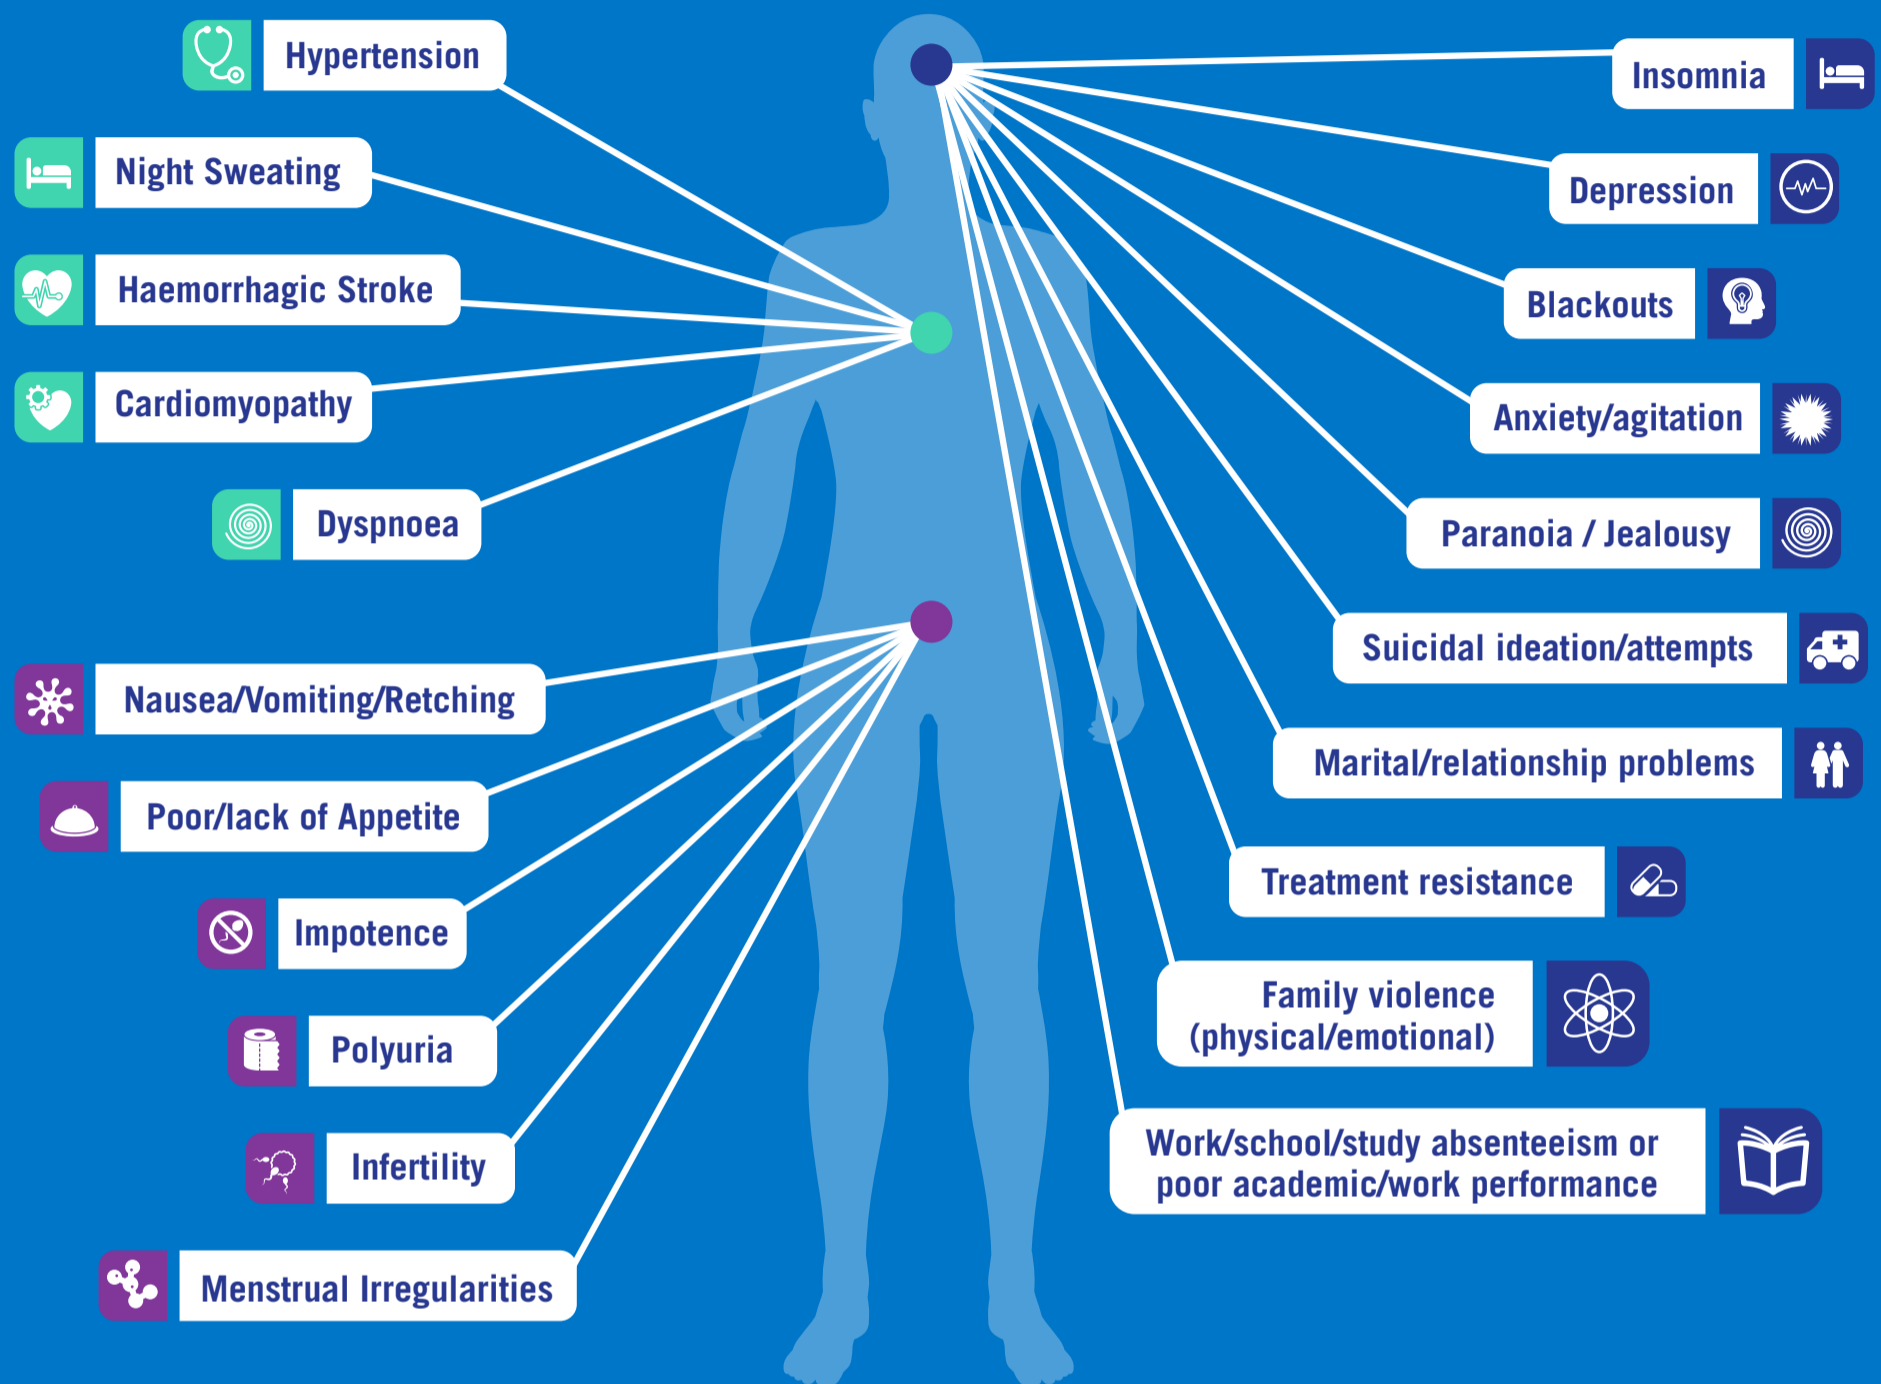 Hypertension
Night Sweating
Haemorrhagic Stroke
Cardiomyopathy
Dyspnoea
Nausea/Vomiting/Retching
Poor/lack of Appetite
Impotence
Polyuria
Infertility
Menstrual Irregularities
Insomnia
Depression
Blackouts
Anxiety/agitation
Paranoia / Jealousy
Suicidal ideation/attempts
Marital/relationship problems
Treatment resistance
Family violence
(physical/emotional)
Work/school/study absenteeism or
poor academic/work performance